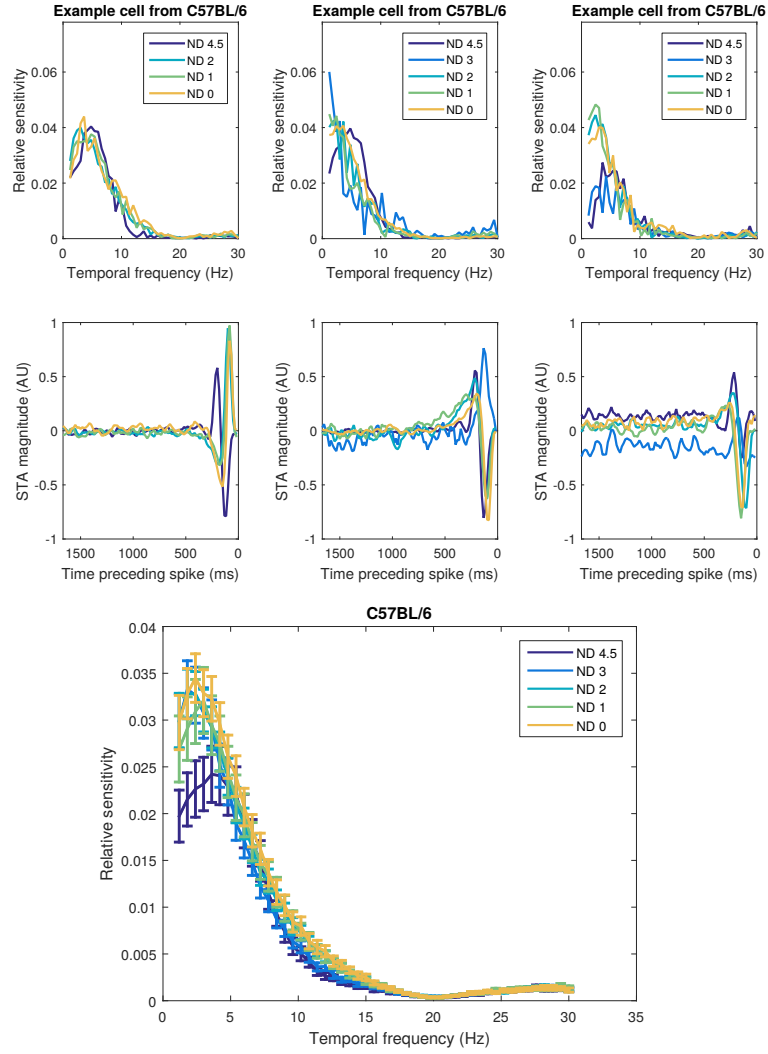 Example cell from C57BL/6
Example cell from C57BL/6
Example cell from C57BL/6
Relative sensitivity
0.06
0.04
0.02
0
0
10
20
30
Temporal frequency (Hz)
ND 4.5
ND 2
ND 1
ND 0
Relative sensitivity
0.06
0.04
0.02
0
0
10
20
30
Temporal frequency (Hz)
ND 4.5
ND 3
ND 2
ND 1
ND 0
Relative sensitivity
0.06
0.04
0.02
0
0
10
20
30
Temporal frequency (Hz)
ND 4.5
ND 3
ND 2
ND 1
ND 0
STA magnitude (AU)
1
0.5
0
-0.5
-1
1500
1000
500
0
Time preceding spike (ms)
STA magnitude (AU)
1
0.5
0
-0.5
-1
1500
1000
500
0
Time preceding spike (ms)
STA magnitude (AU)
1
0.5
0
-0.5
-1
1500
1000
500
0
Time preceding spike (ms)
C57BL/6
Relative sensitivity
0.04
0.035
0.03
0.025
0.02
0.015
0.01
0.005
0
0
5
10
15
20
25
30
35
Temporal frequency (Hz)
ND 4.5
ND 3
ND 2
ND 1
ND 0